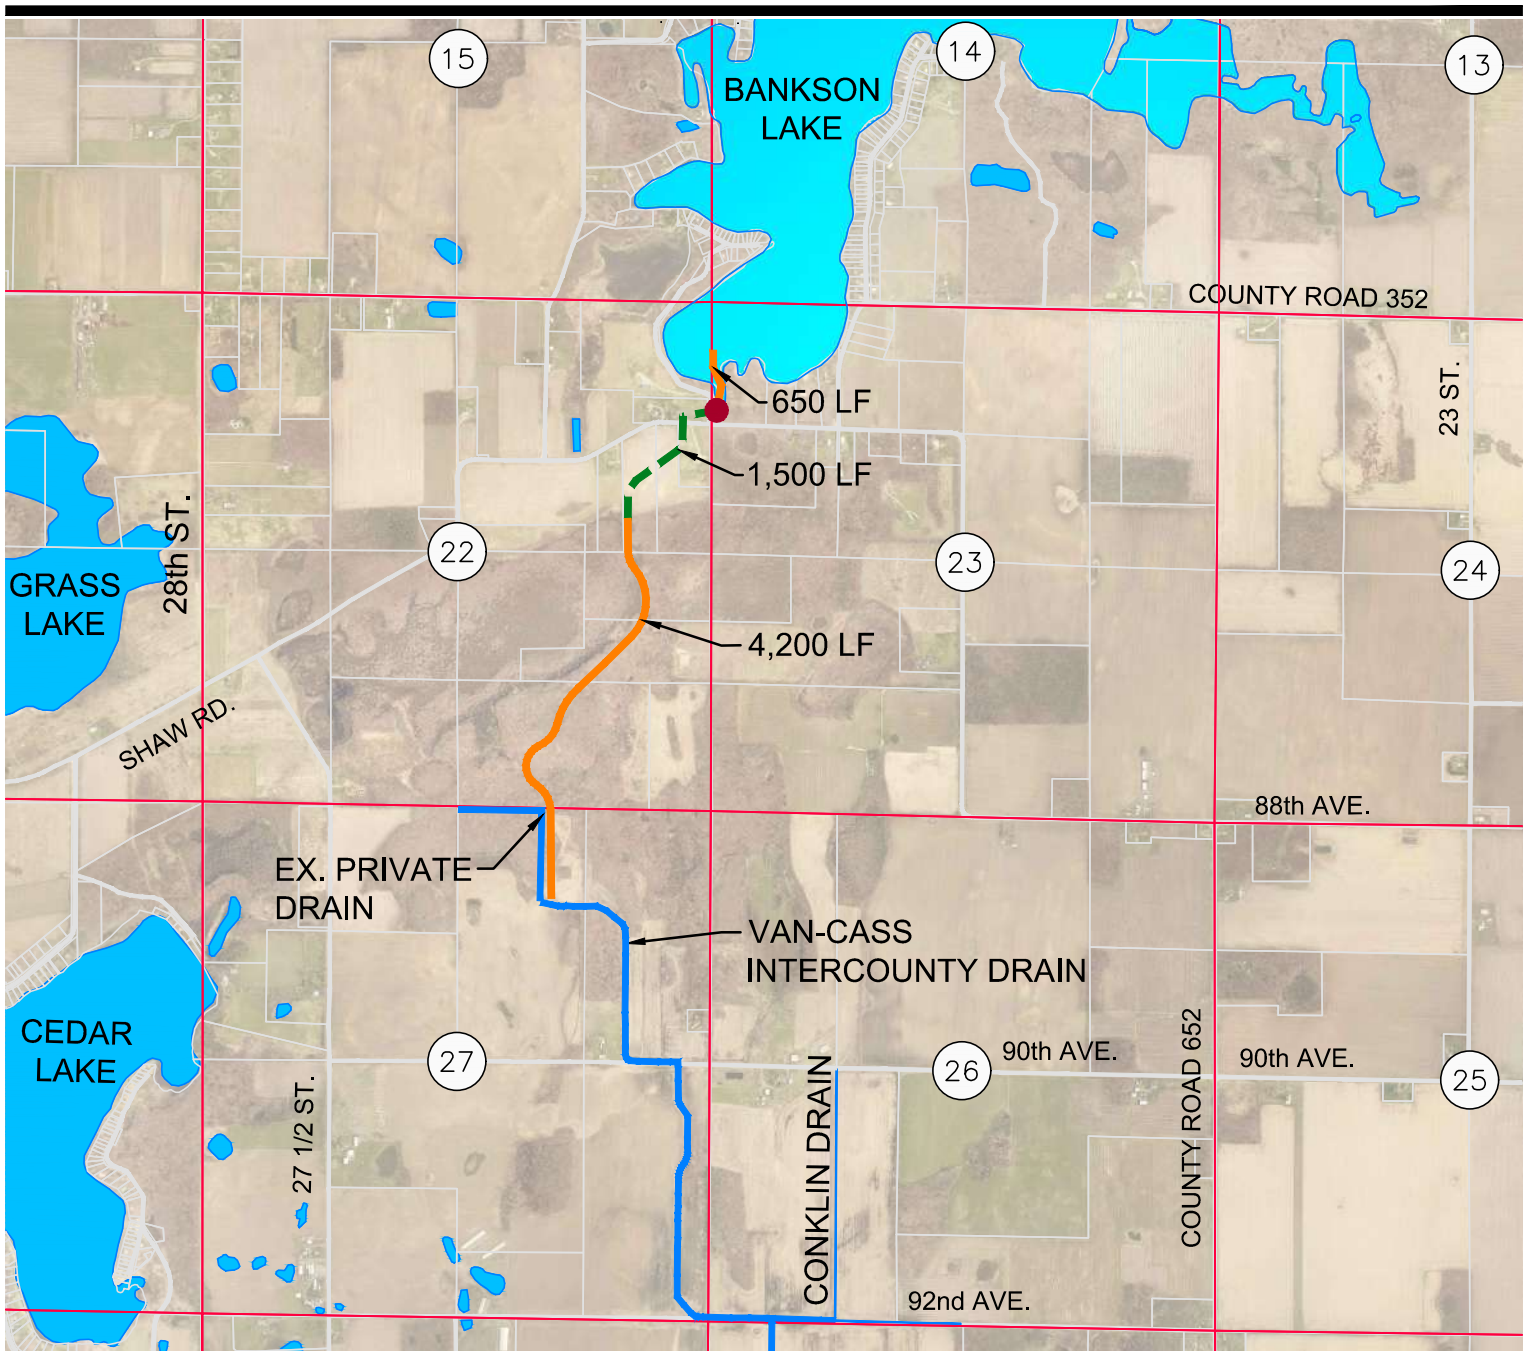 15
14
13
BANKSON
LAKE
COUNTY ROAD 352
23 ST.
650 LF
1,500 LF
28th ST.
22
23
24
GRASS
LAKE
4,200 LF
SHAW RD.
88th AVE.
EX. PRIVATE
DRAIN
VAN-CASS
INTERCOUNTY DRAIN
CEDAR
LAKE
27
26
25
90th AVE.
90th AVE.
27 1/2 ST.
CONKLIN DRAIN
COUNTY ROAD 652
92nd AVE.